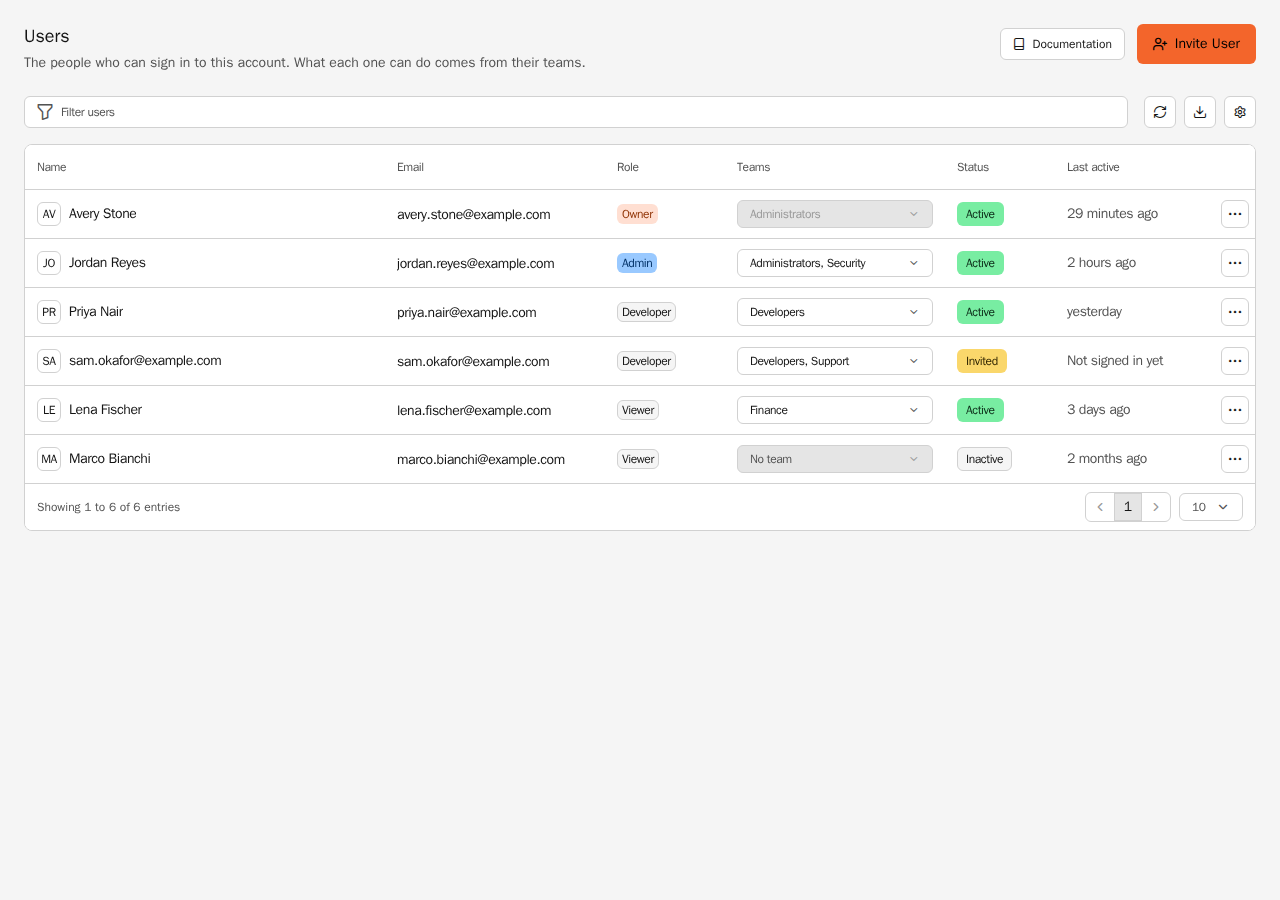 Users
The people who can sign in to this account. What each one can do comes from their teams.
Documentation
Invite User
Filter users
Name Email Role Teams Status Last active
AV Avery Stone avery.stone@example.com Owner Administrators Active 29 minutes ago
JO Jordan Reyes jordan.reyes@example.com Admin Administrators, Security Active 2 hours ago
PR Priya Nair priya.nair@example.com Developer Developers Active yesterday
SA sam.okafor@example.com sam.okafor@example.com Developer Developers, Support Invited Not signed in yet
LE Lena Fischer lena.fischer@example.com Viewer Finance Active 3 days ago
MA Marco Bianchi marco.bianchi@example.com Viewer No team Inactive 2 months ago
Showing 1 to 6 of 6 entries 1 10